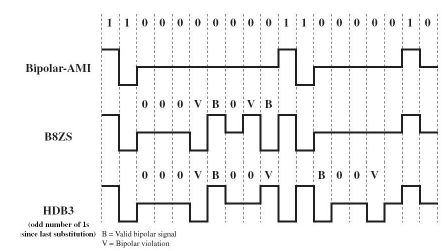 1 1 0 0 0 0 0 0 0 0 1 1 0 0 0 0 0 1 0
Bipolar-AMI
0 0 0 V B 0 V B
B8ZS
0 0 0 V B 0 0 V B 0 0 V
HDB3
(odd number of 1s
since last substitution)
B = Valid bipolar signal
V = Bipolar violation